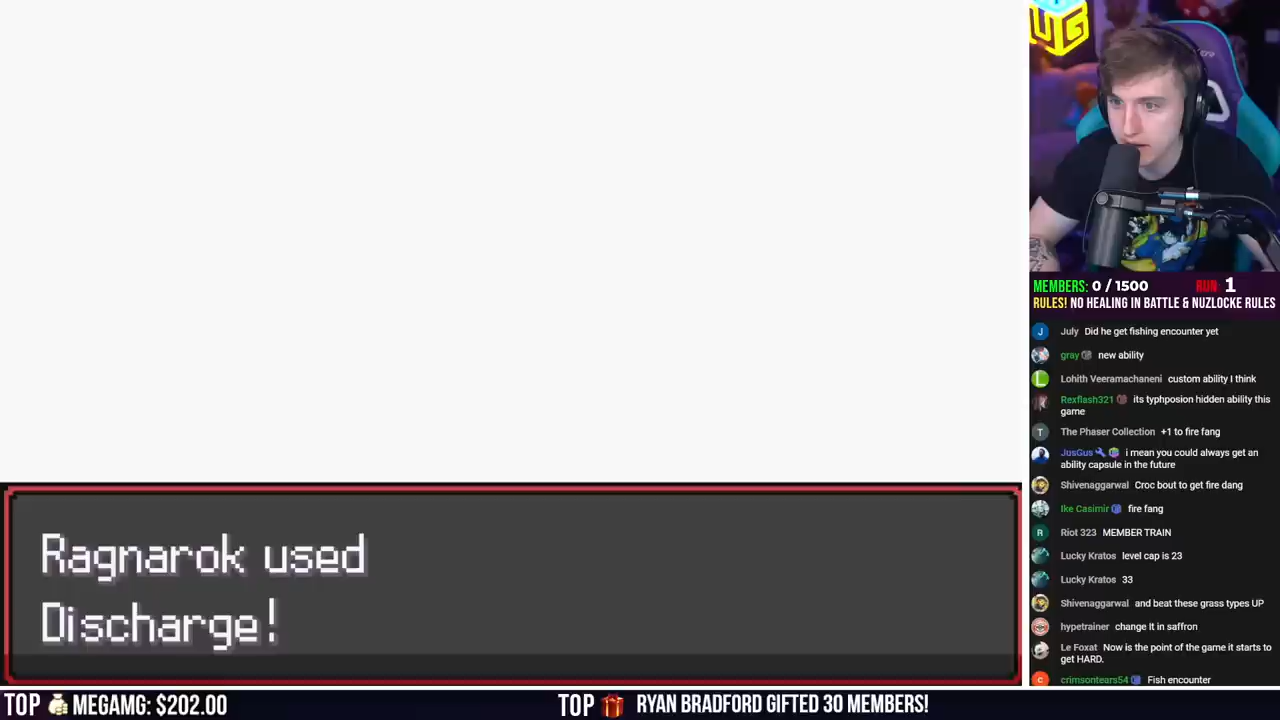 UG
Ragnarok used
Discharge!
MEMBERS: 0 / 1500 RUN: 1
RULES! NO HEALING IN BATTLE & NUZLOCKE RULES
J July Did he get fishing encounter yet
gray new ability
L Lohith Veeramachaneni custom ability I think
Rexflash321 its typhposion hidden ability this
game
T The Phaser Collection +1 to fire fang
JusGus i mean you could always get an
ability capsule in the future
Shivenaggarwal Croc bout to get fire dang
Ike Casimir fire fang
R Riot 323 MEMBER TRAIN
Lucky Kratos level cap is 23
Lucky Kratos 33
Shivenaggarwal and beat these grass types UP
hypetrainer change It in saffron
Le Foxat Now is the point of the game it starts to
get HARD.
c crimsontears54 Fish encounter
TOP MEGAMG: $202.00
TOP RYAN BRADFORD GIFTED 30 MEMBERS!